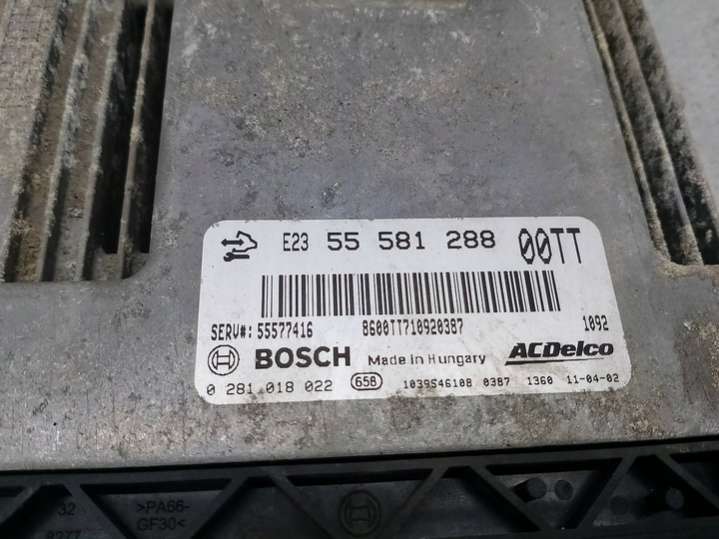 E23 55 581 288 00TT
SERV#: 55577416 8600TT710920387 1092
BOSCH Made in Hungary ACDelco
0 281 018 022 658 1039S46108 0387 1360 11-04-02
32 >PA66-
GF30<